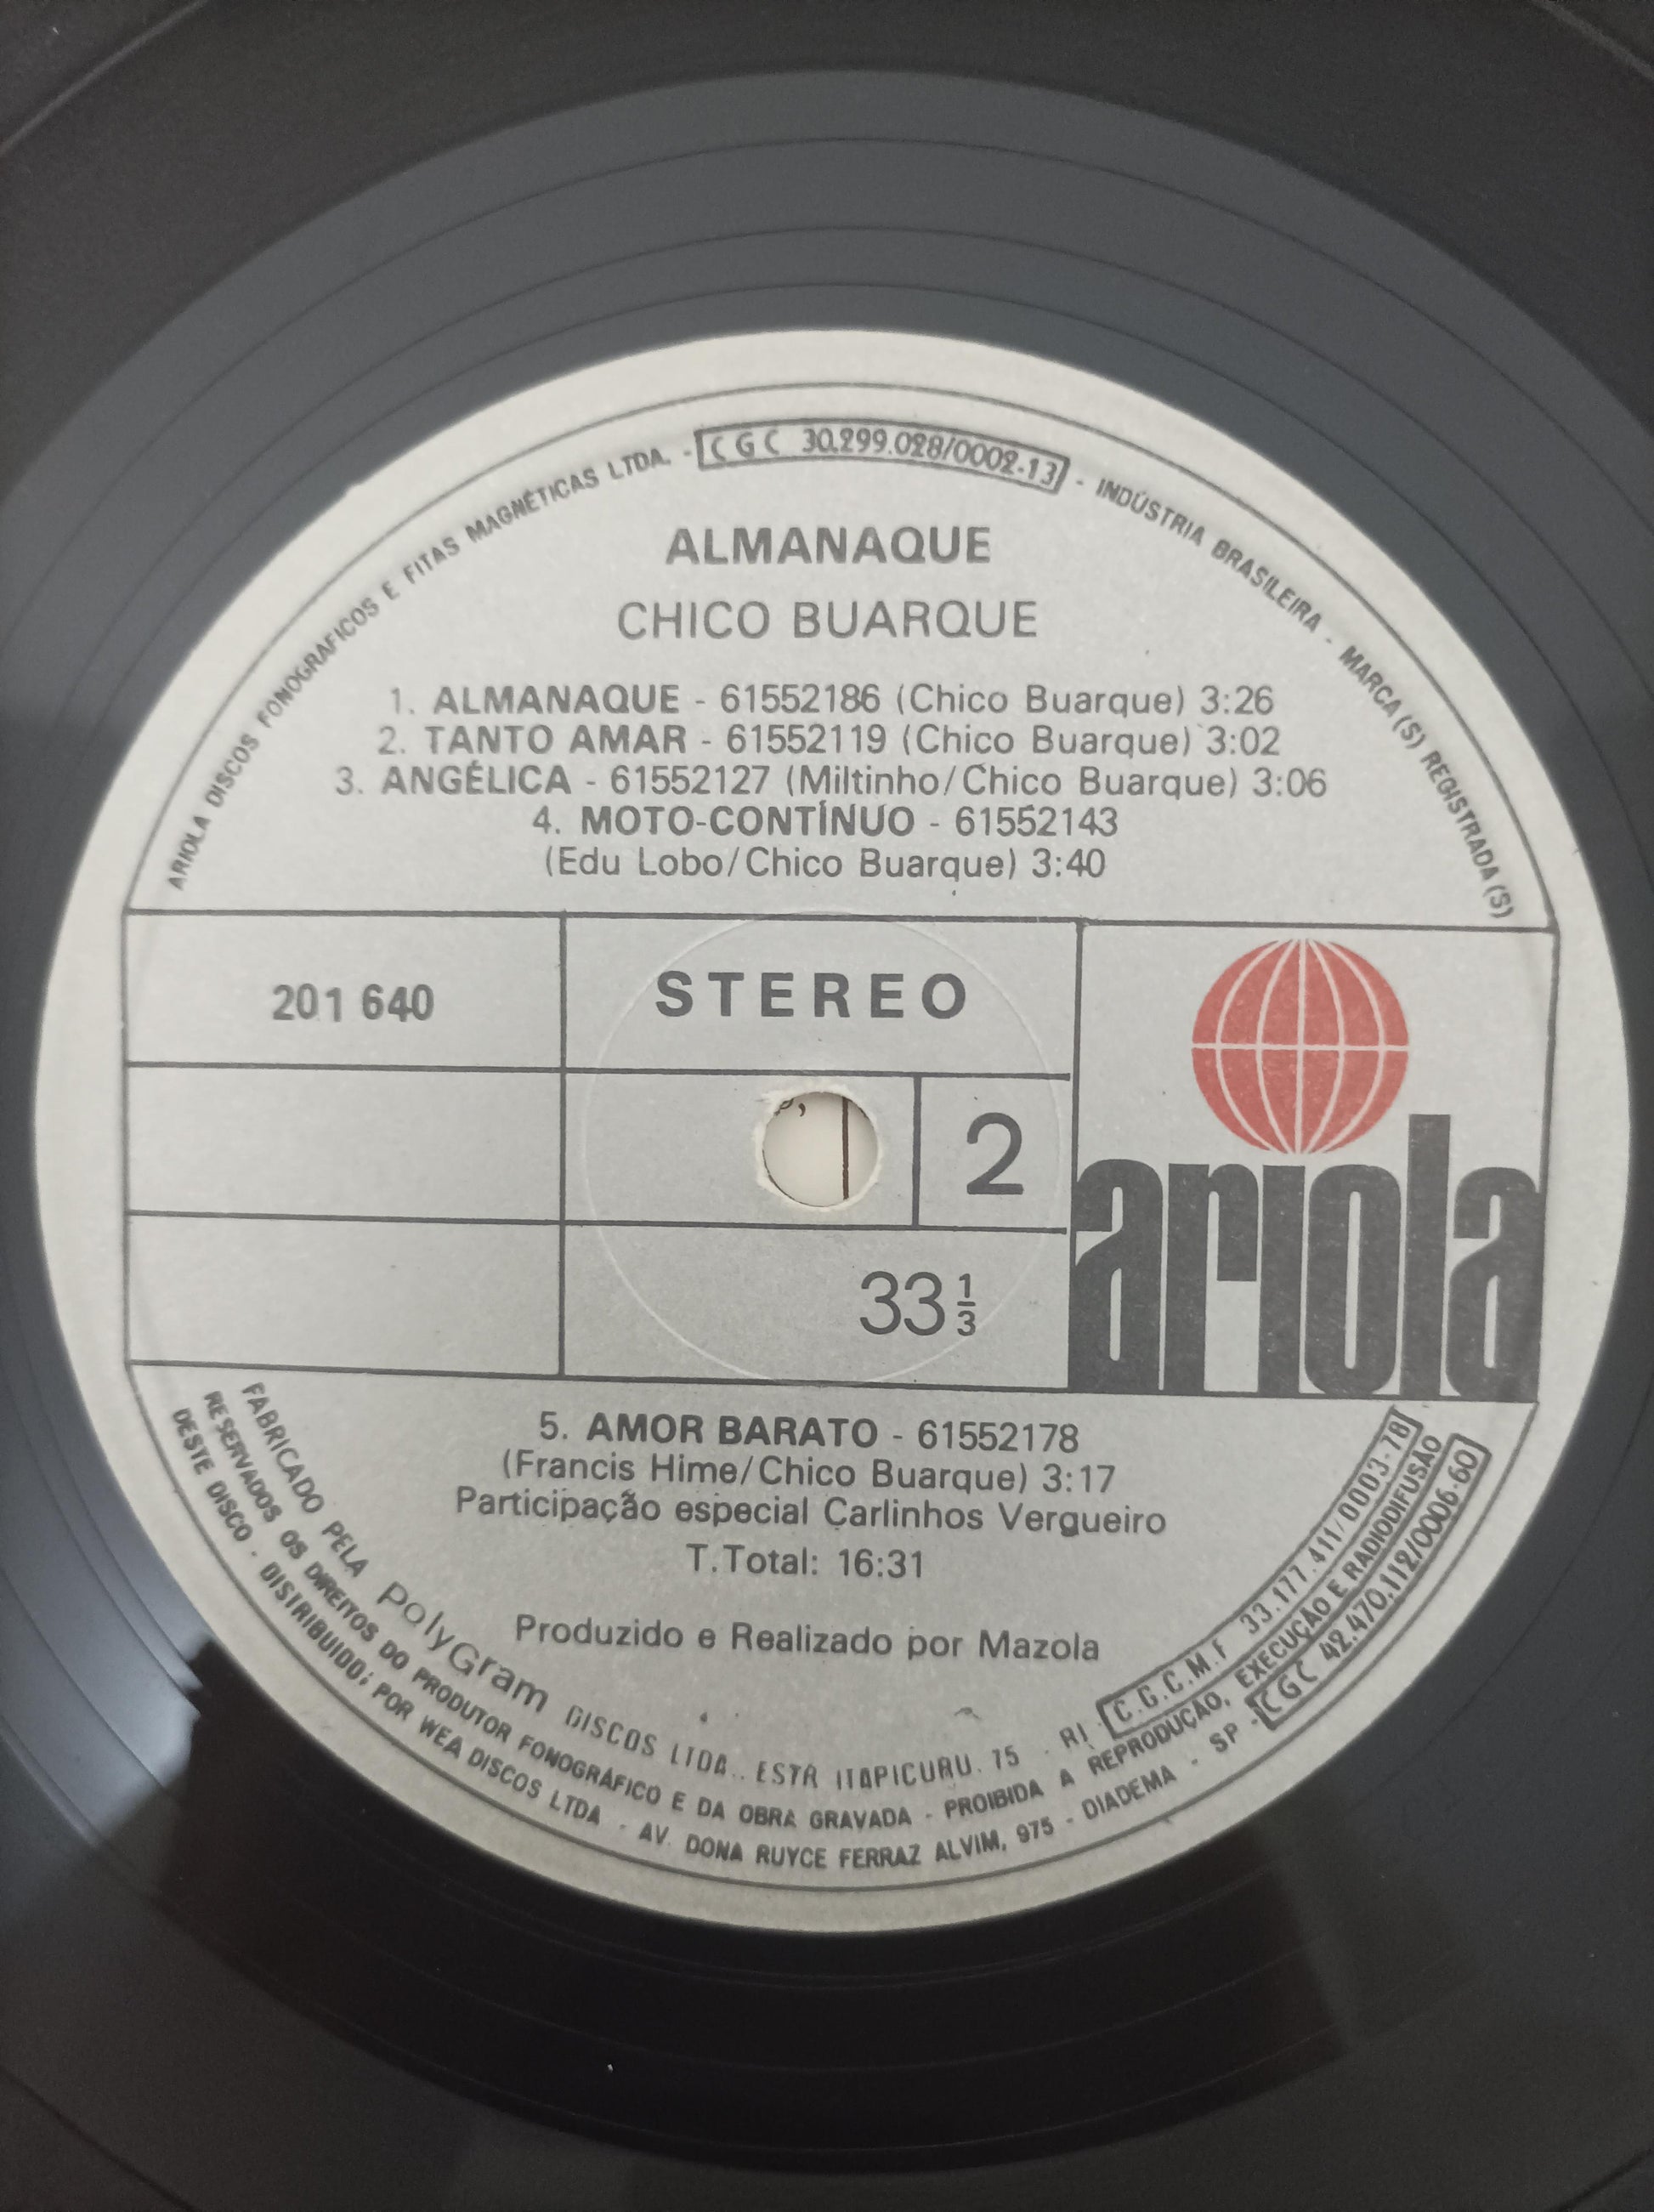 ARIOLA DISCOS FONOGRAFICOS E FITAS MAGNÉTICAS LTDA. - CGC 30.299.028/0002-13 - INDÚSTRIA BRASILEIRA - MARCA (S) REGISTRADA (S)
ALMANAQUE
CHICO BUARQUE
1. ALMANAQUE - 61552186 (Chico Buarque) 3:26
2. TANTO AMAR - 61552119 (Chico Buarque) 3:02
3. ANGÉLICA - 61552127 (Miltinho/Chico Buarque) 3:06
4. MOTO-CONTÍNUO - 61552143
(Edu Lobo/Chico Buarque) 3:40
201 640
STEREO
2
33 1/3
ariola
5. AMOR BARATO - 61552178
(Francis Hime/Chico Buarque) 3:17
Participação especial Carlinhos Vergueiro
T.Total: 16:31
Produzido e Realizado por Mazola
FABRICADO PELA PolyGram DISCOS LTDA.. ESTR ITAPICURU. 75 - RJ - C.G.C.M.F 33.177.411/0003-78
RESERVADOS OS DIREITOS DO PRODUTOR FONOGRÁFICO E DA OBRA GRAVADA - PROIBIDA A REPRODUÇÃO, EXECUÇÃO E RADIODIFUSÃO
DESTE DISCO - DISTRIBUIDO; POR WEA DISCOS LTDA - AV. DONA RUYCE FERRAZ ALVIM, 975 - DIADEMA - SP - CGC 42.470.112/0006-60